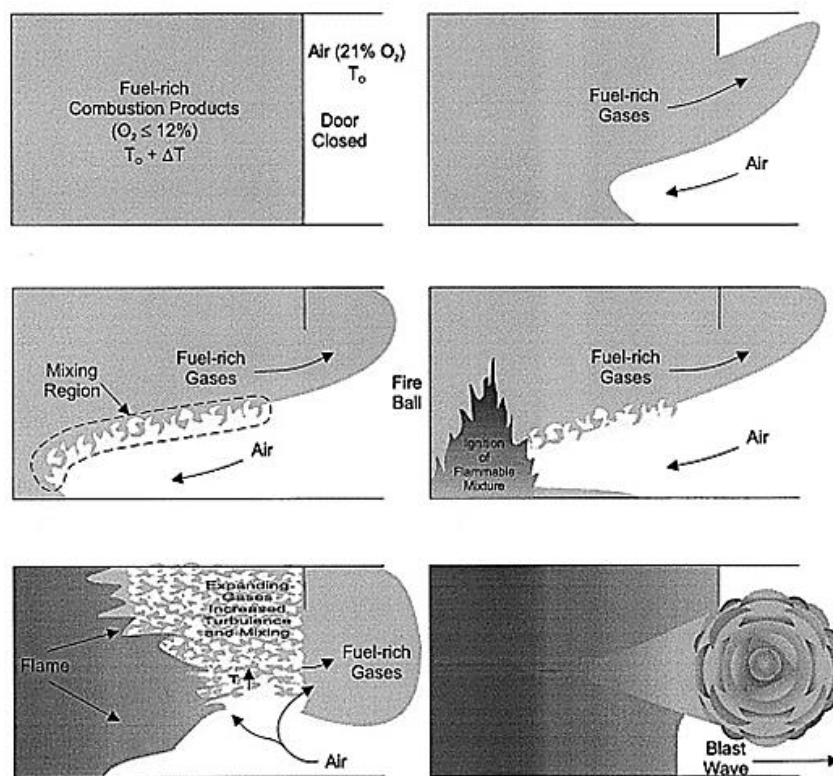 Fuel-rich
Combustion Products
(O₂ ≤ 12%)
T₀ + ΔT
Air (21% O₂)
T₀
Door
Closed
Fuel-rich
Gases
Air
Mixing
Region
Fuel-rich
Gases
Air
Fire
Ball
Fuel-rich
Gases
Ignition
of
Flammable
Mixture
Air
Expanding
Gases
Increased
Turbulence
and Mixing
Flame
T
Fuel-rich
Gases
Air
Blast
Wave